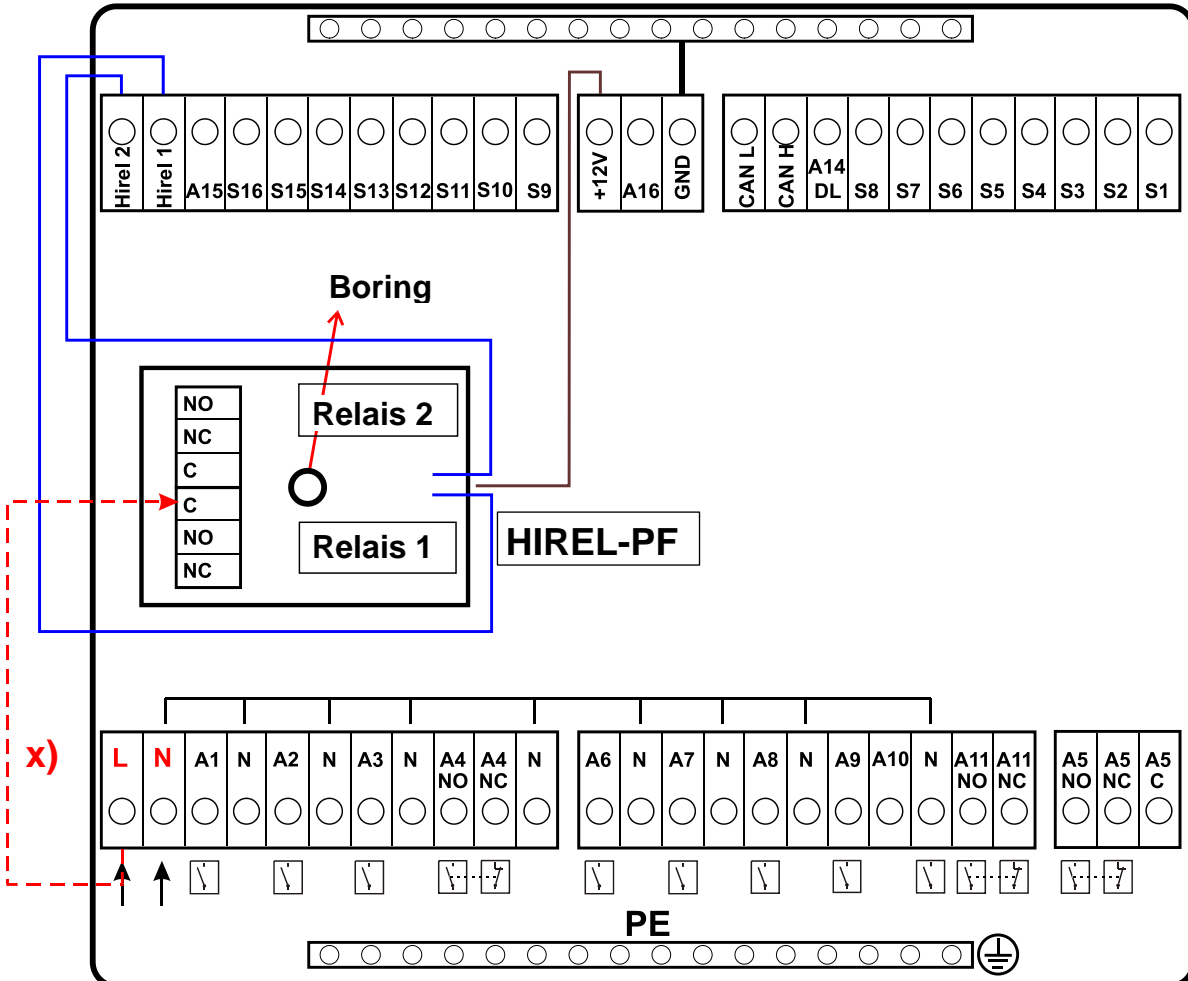 Hirel 2 Hirel 1 A15 S16 S15 S14 S13 S12 S11 S10 S9
+12V A16 GND
CAN L CAN H A14 DL S8 S7 S6 S5 S4 S3 S2 S1
Boring
NO
NC
C
C
NO
NC
Relais 2
Relais 1
HIREL-PF
x)
L N A1 N A2 N A3 N A4 NO A4 NC N
A6 N A7 N A8 N A9 A10 N A11 NO A11 NC
A5 NO A5 NC A5 C
PE